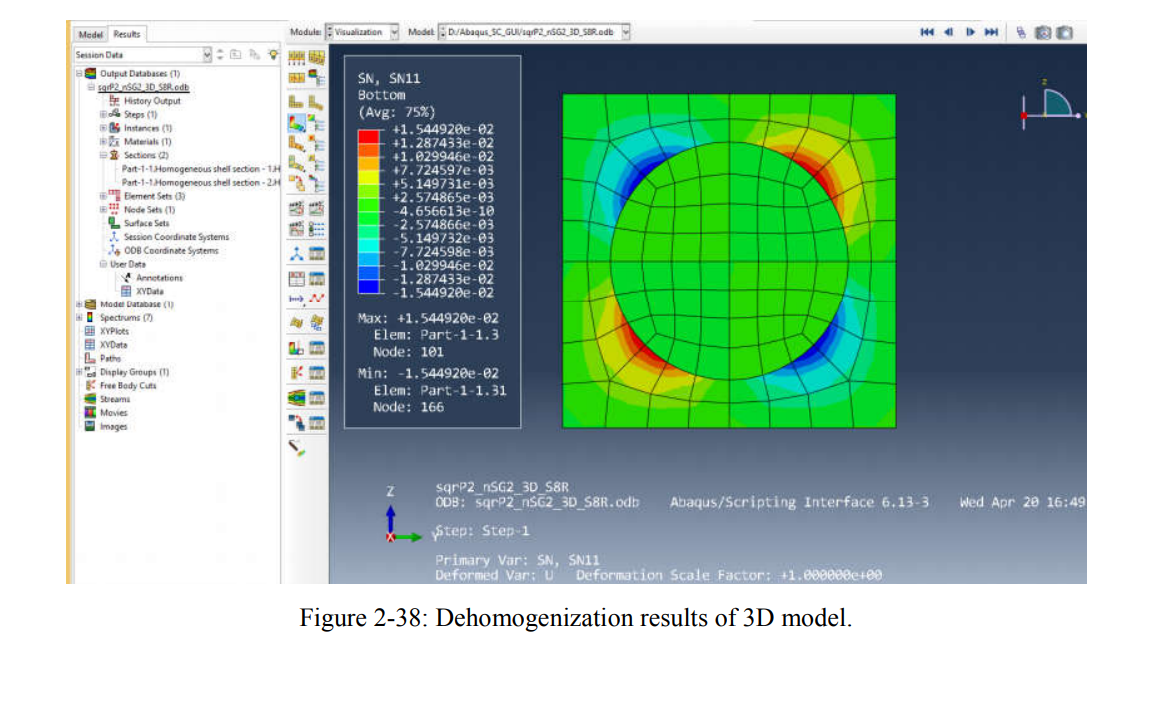 Module: Visualization Model: D:/Abaqus_SC_GUI/sqrP2_nSG2_3D_S8R.odb
Model Results
Session Data
Output Databases (1)
sqrP2_nSG2_3D_S8R.odb
History Output
Steps (1)
Instances (1)
Materials (1)
Sections (2)
Part-1-1.Homogeneous shell section - 1.H
Part-1-1.Homogeneous shell section - 2.H
Element Sets (3)
Node Sets (1)
Surface Sets
Session Coordinate Systems
ODB Coordinate Systems
User Data
Annotations
XYData
Model Database (1)
Spectrums (7)
XYPlots
XYData
Paths
Display Groups (1)
Free Body Cuts
Streams
Movies
Images
SN, SN11
Bottom
(Avg: 75%)
+1.544920e-02
+1.287433e-02
+1.029946e-02
+7.724597e-03
+5.149731e-03
+2.574865e-03
-4.656613e-10
-2.574866e-03
-5.149732e-03
-7.724598e-03
-1.029946e-02
-1.287433e-02
-1.544920e-02
Max: +1.544920e-02
Elem: Part-1-1.3
Node: 101
Min: -1.544920e-02
Elem: Part-1-1.31
Node: 166
Z
Z
Y
X
sqrP2_nSG2_3D_S8R
ODB: sqrP2_nSG2_3D_S8R.odb Abaqus/Scripting Interface 6.13-3 Wed Apr 20 16:49
Step: Step-1
Primary Var: SN, SN11
Deformed Var: U Deformation Scale Factor: +1.000000e+00
Figure 2-38: Dehomogenization results of 3D model.